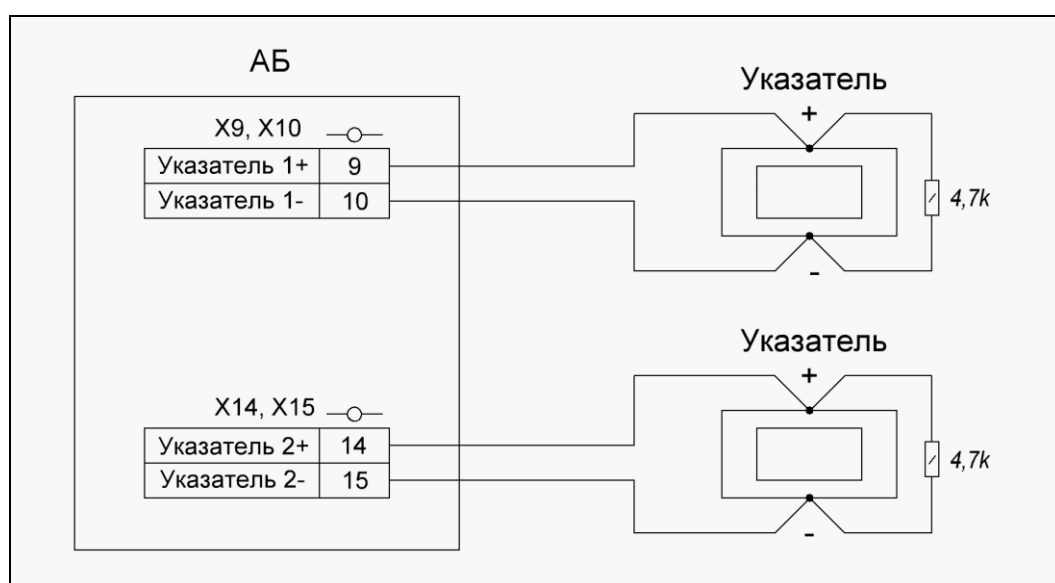 АБ
Указатель
+
X9, X10
Указатель 1+ 9
Указатель 1- 10
4,7k
-
Указатель
+
X14, X15
Указатель 2+ 14
Указатель 2- 15
4,7k
-